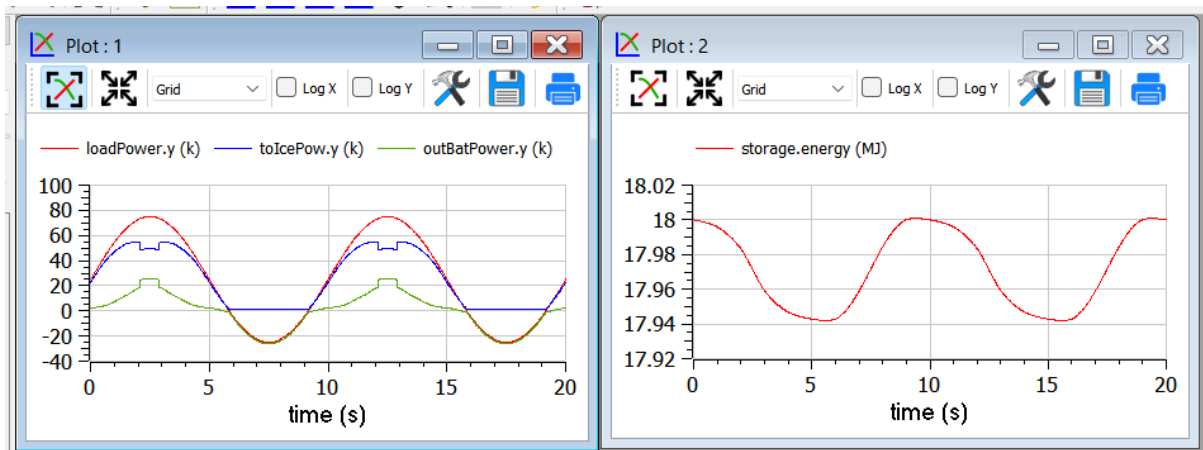 Plot : 1
Grid Log X Log Y
loadPower.y (k) toIcePow.y (k) outBatPower.y (k)
100
80
60
40
20
0
-20
-40
0 5 10 15 20
time (s)
Plot : 2
Grid Log X Log Y
storage.energy (MJ)
18.02
18
17.98
17.96
17.94
17.92
0 5 10 15 20
time (s)